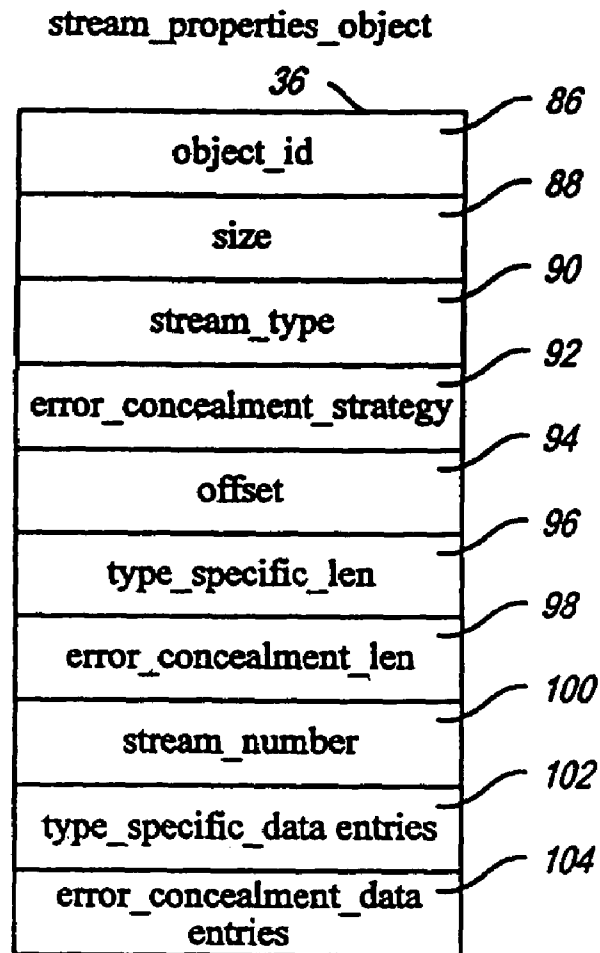 stream_properties_object
36
object_id
86
size
88
stream_type
90
error_concealment_strategy
92
offset
94
type_specific_len
96
error_concealment_len
98
stream_number
100
type_specific_data entries
102
error_concealment_data
entries
104